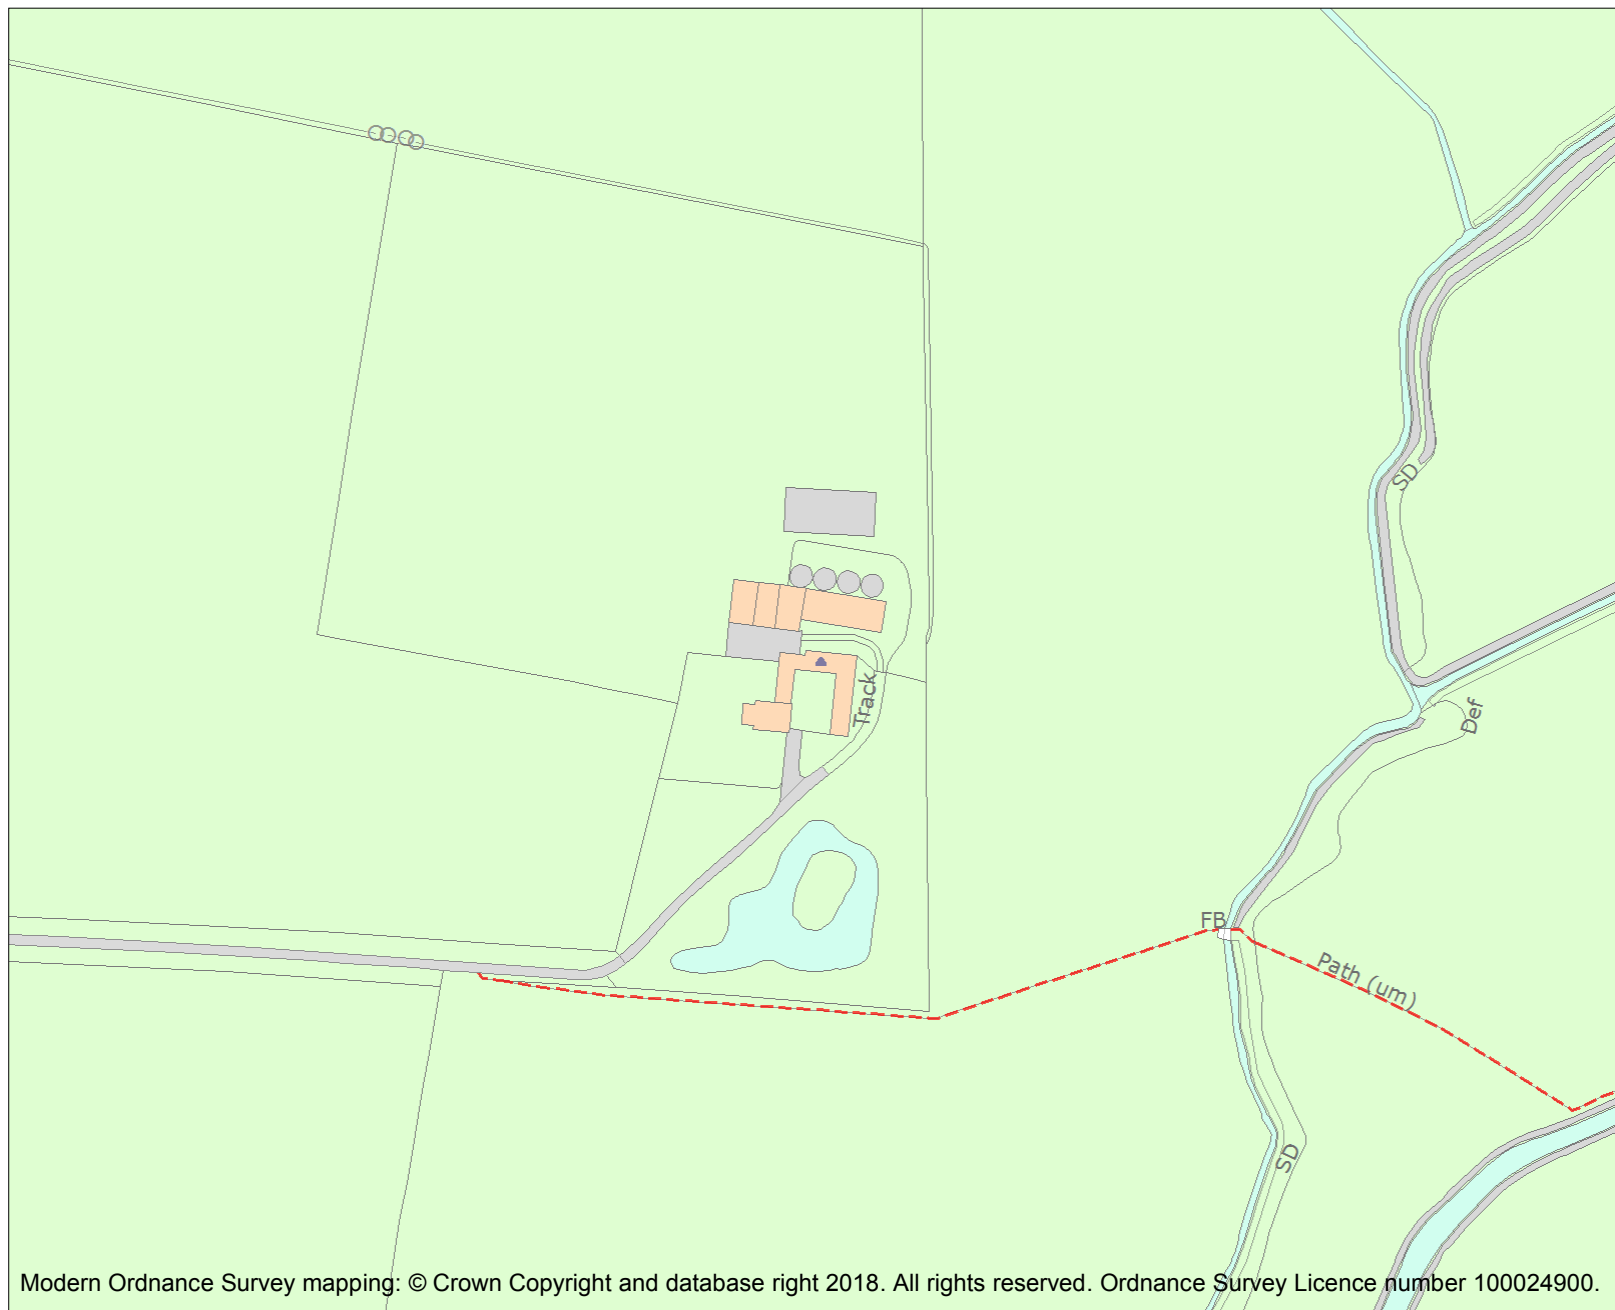 SD
Track
Def
FB
Path (um)
SD
Modern Ordnance Survey mapping: © Crown Copyright and database right 2018. All rights reserved. Ordnance Survey Licence number 100024900.